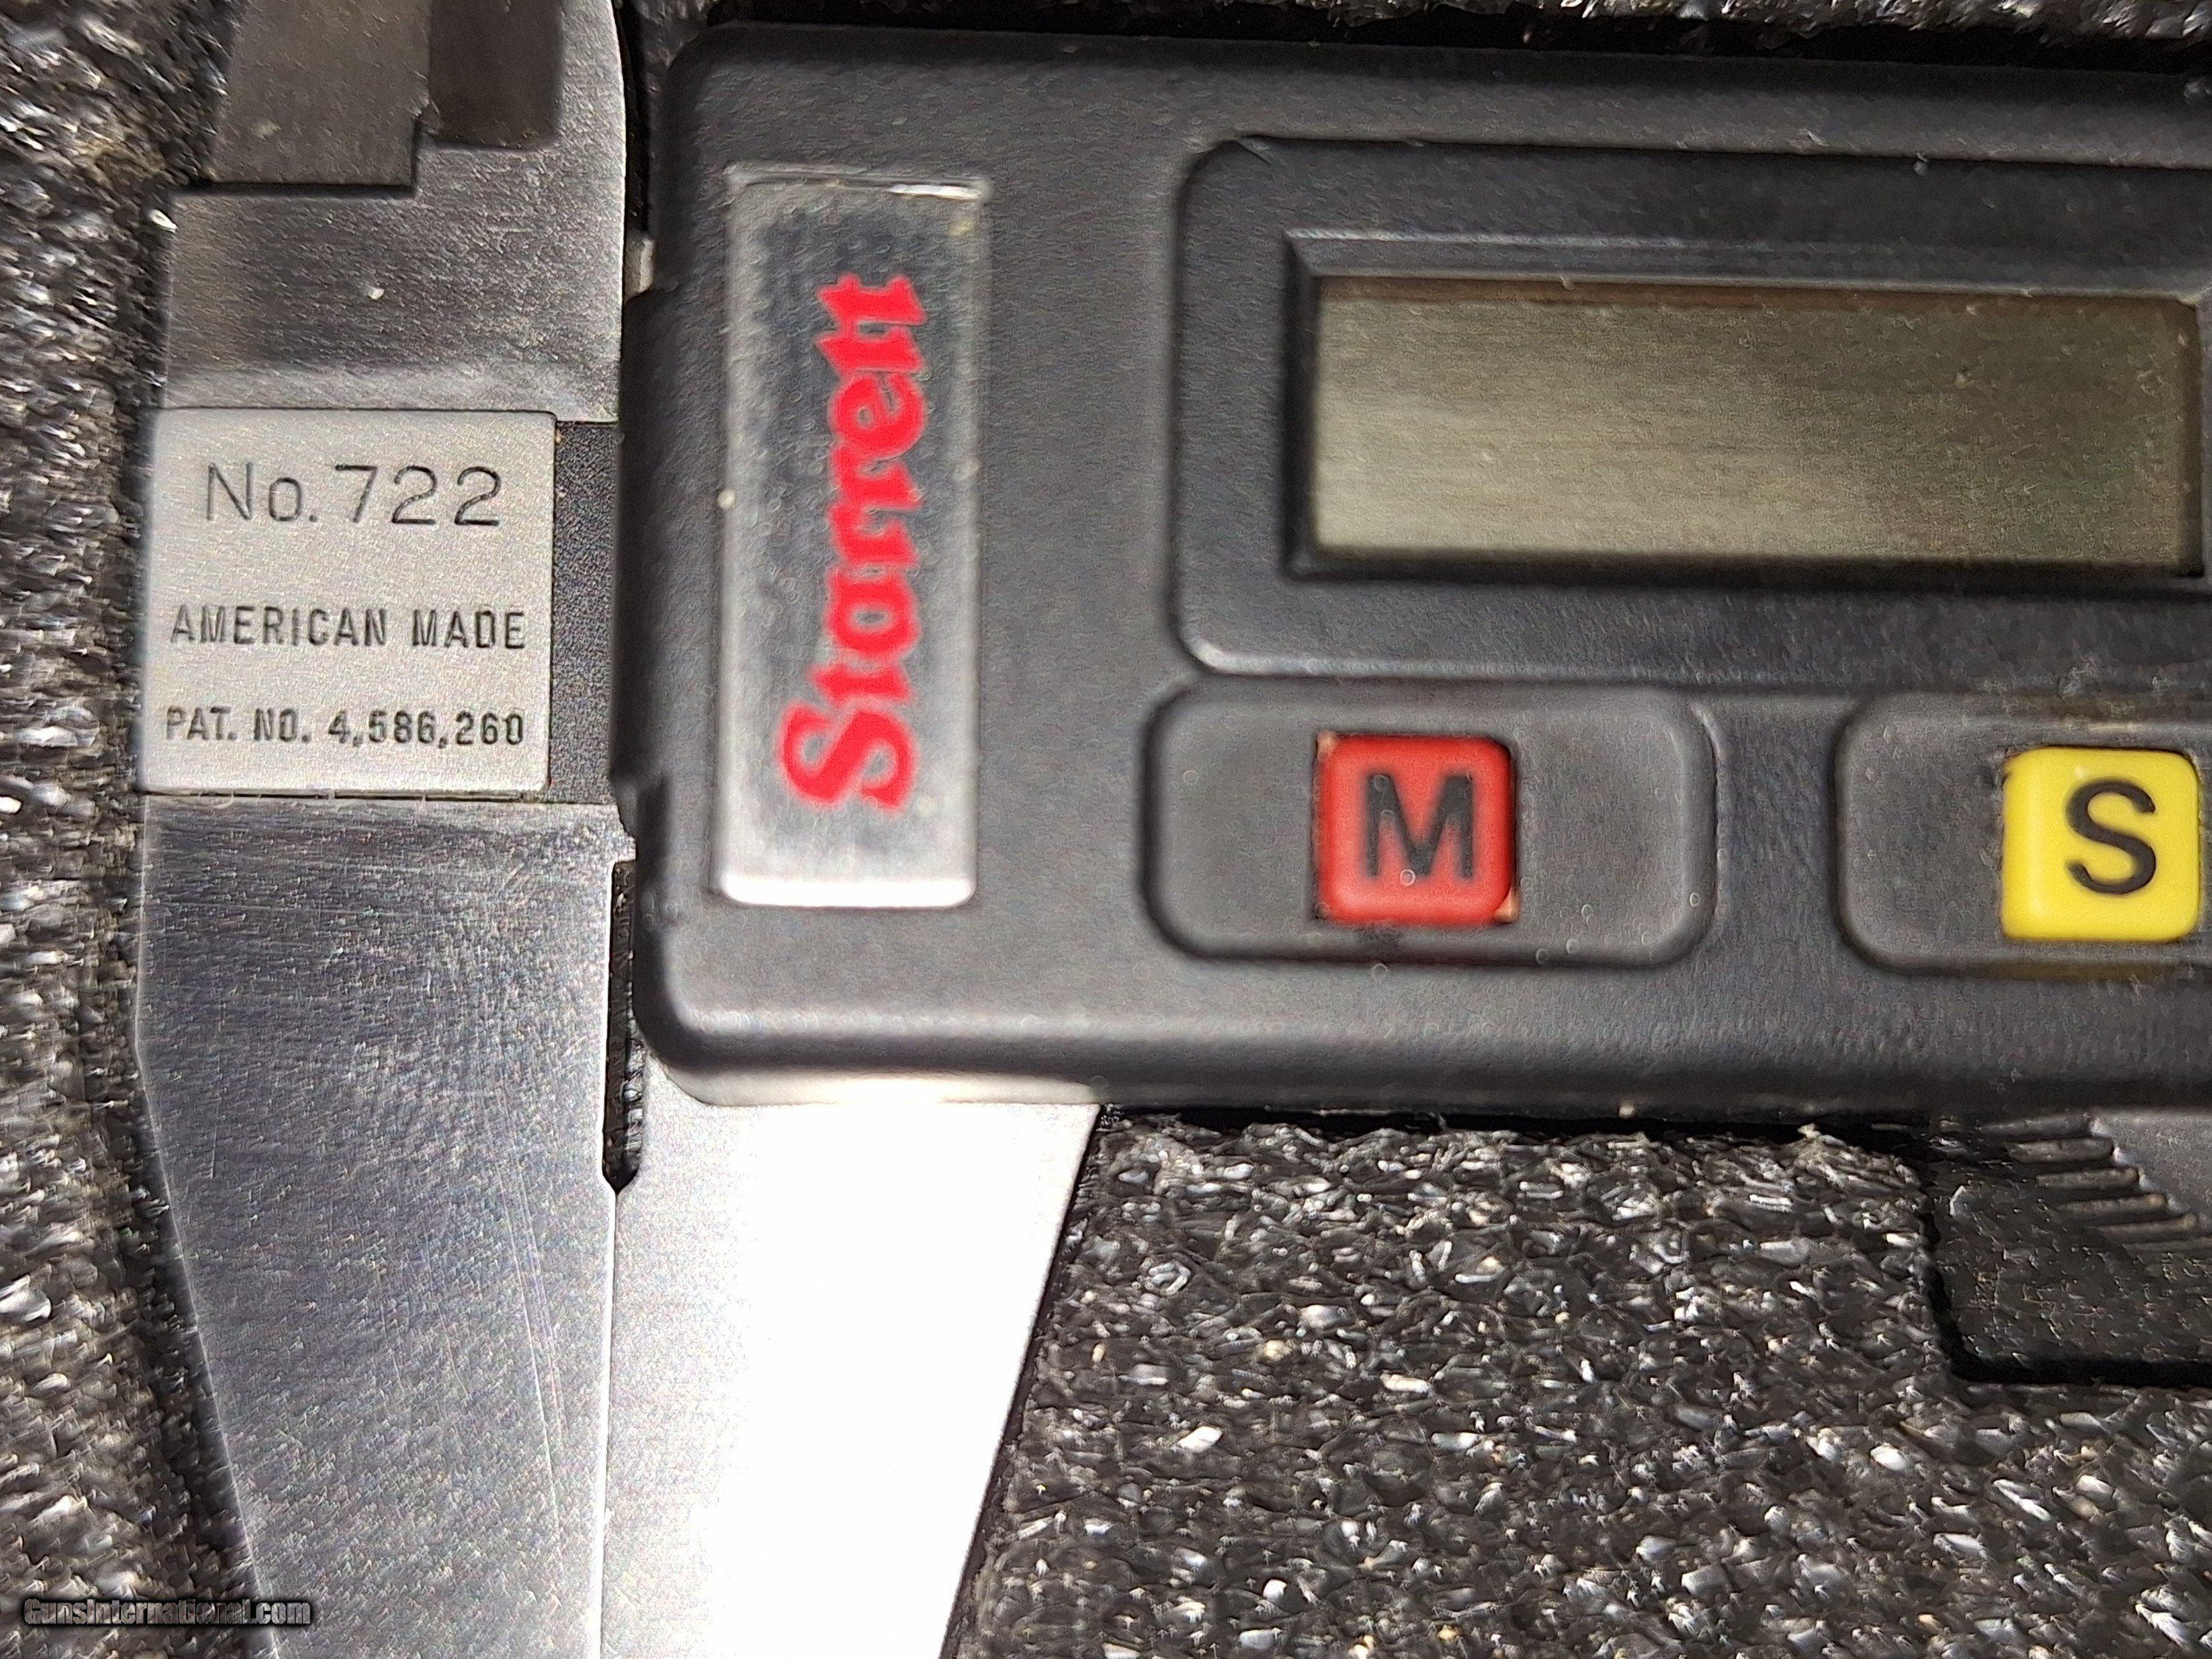 No. 722
AMERICAN MADE
PAT. NO. 4,586,260
Starrett
M
S
GunsInternational.com